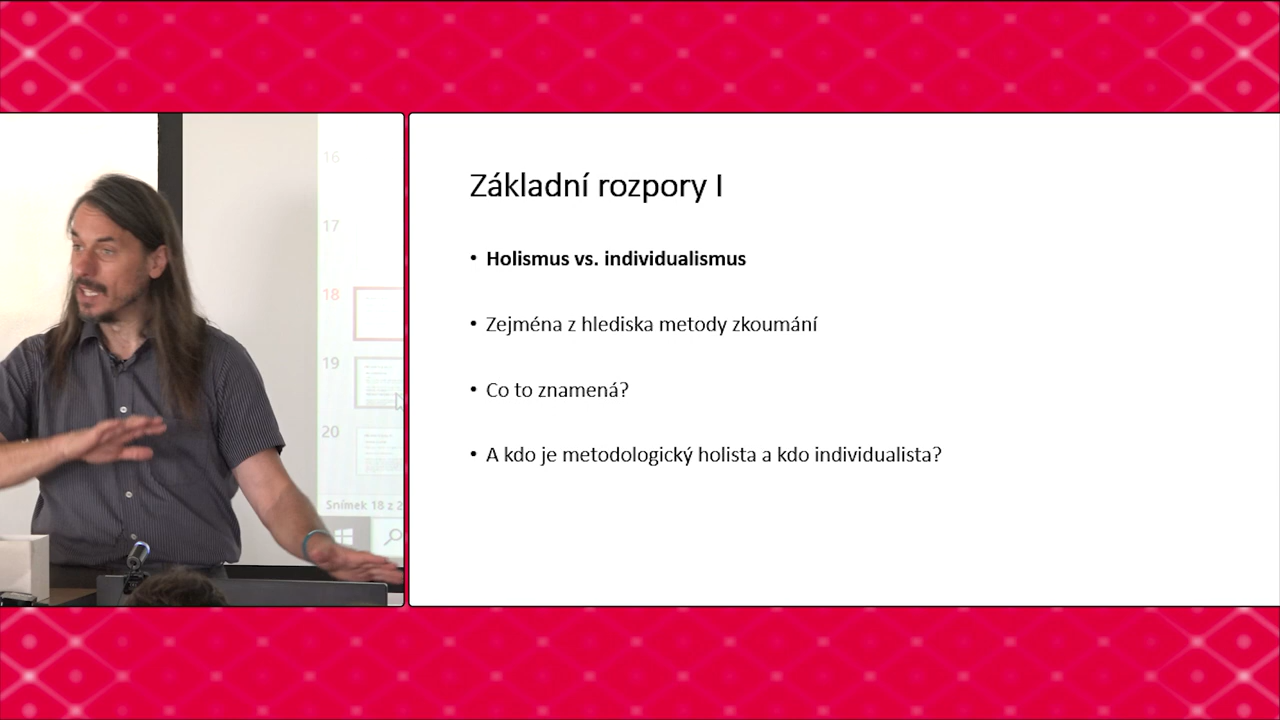 16
17
18
19
20
Snímek 18 z 2
Základní rozpory I
• Holismus vs. individualismus
• Zejména z hlediska metody zkoumání
• Co to znamená?
• A kdo je metodologický holista a kdo individualista?